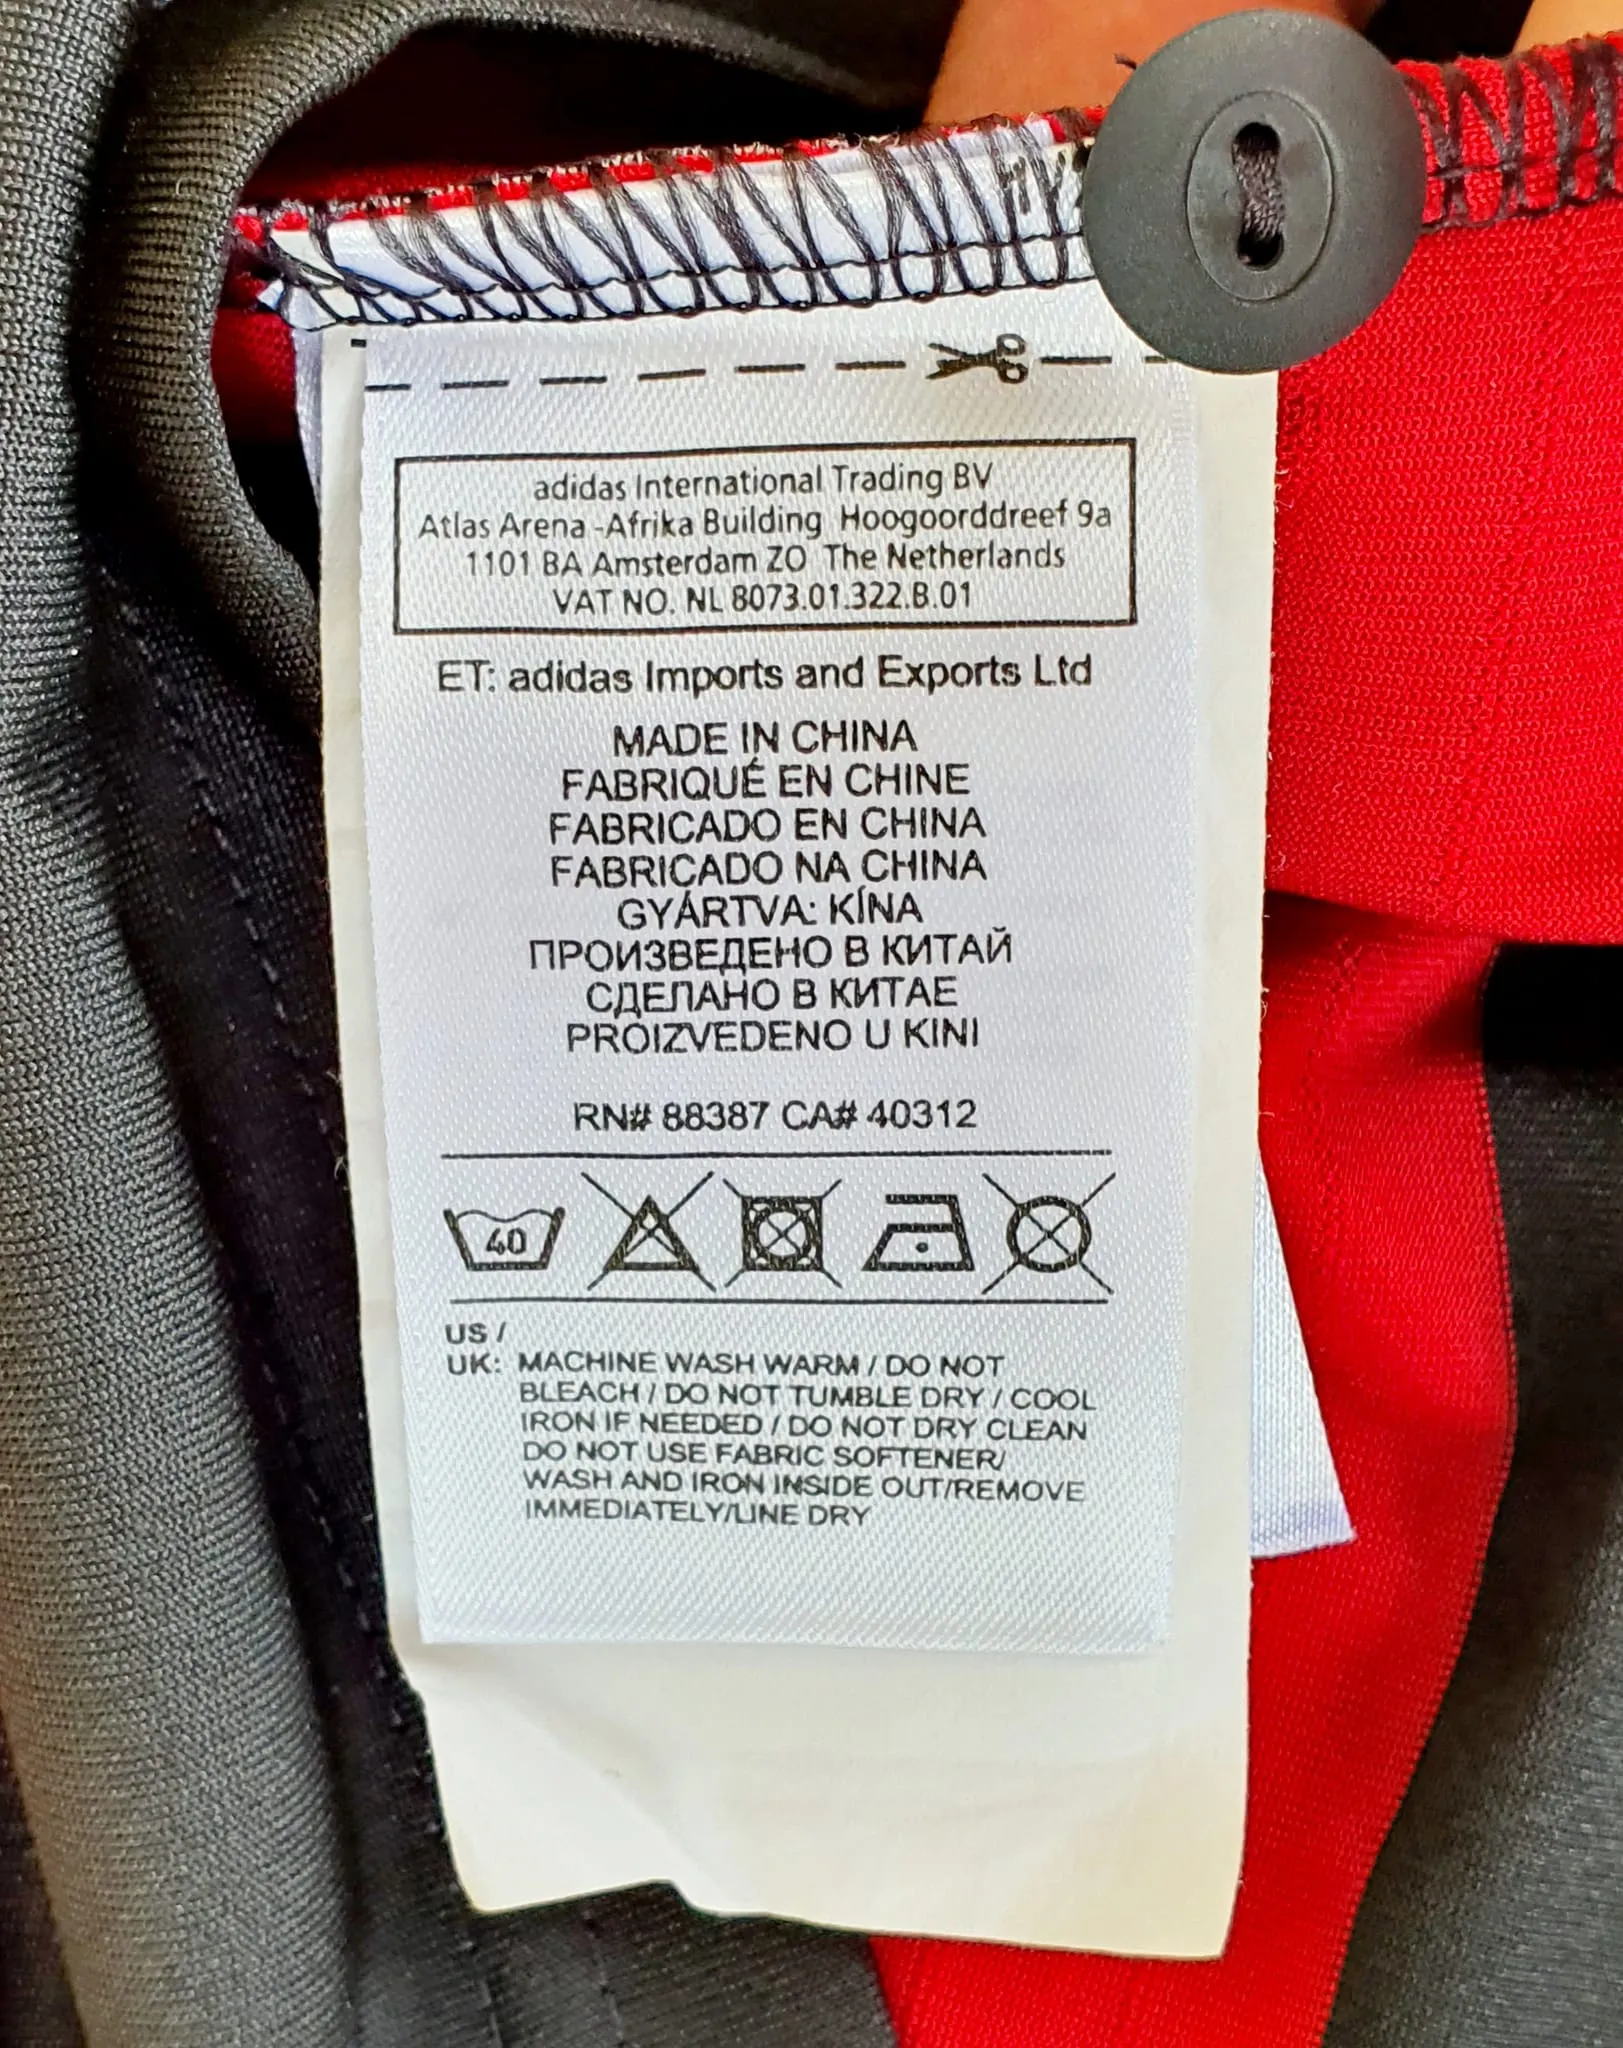 adidas International Trading BV
Atlas Arena -Afrika Building Hoogoorddreef 9a
1101 BA Amsterdam ZO The Netherlands
VAT NO. NL 8073.01.322.B.01
ET: adidas Imports and Exports Ltd
MADE IN CHINA
FABRIQUÉ EN CHINE
FABRICADO EN CHINA
FABRICADO NA CHINA
GYÁRTVA: KÍNA
ПРОИЗВЕДЕНО В КИТАЙ
СДЕЛАНО В КИТАЕ
PROIZVEDENO U KINI
RN# 88387 CA# 40312
40
US /
UK: MACHINE WASH WARM / DO NOT
BLEACH / DO NOT TUMBLE DRY / COOL
IRON IF NEEDED / DO NOT DRY CLEAN
DO NOT USE FABRIC SOFTENER/
WASH AND IRON INSIDE OUT/REMOVE
IMMEDIATELY/LINE DRY